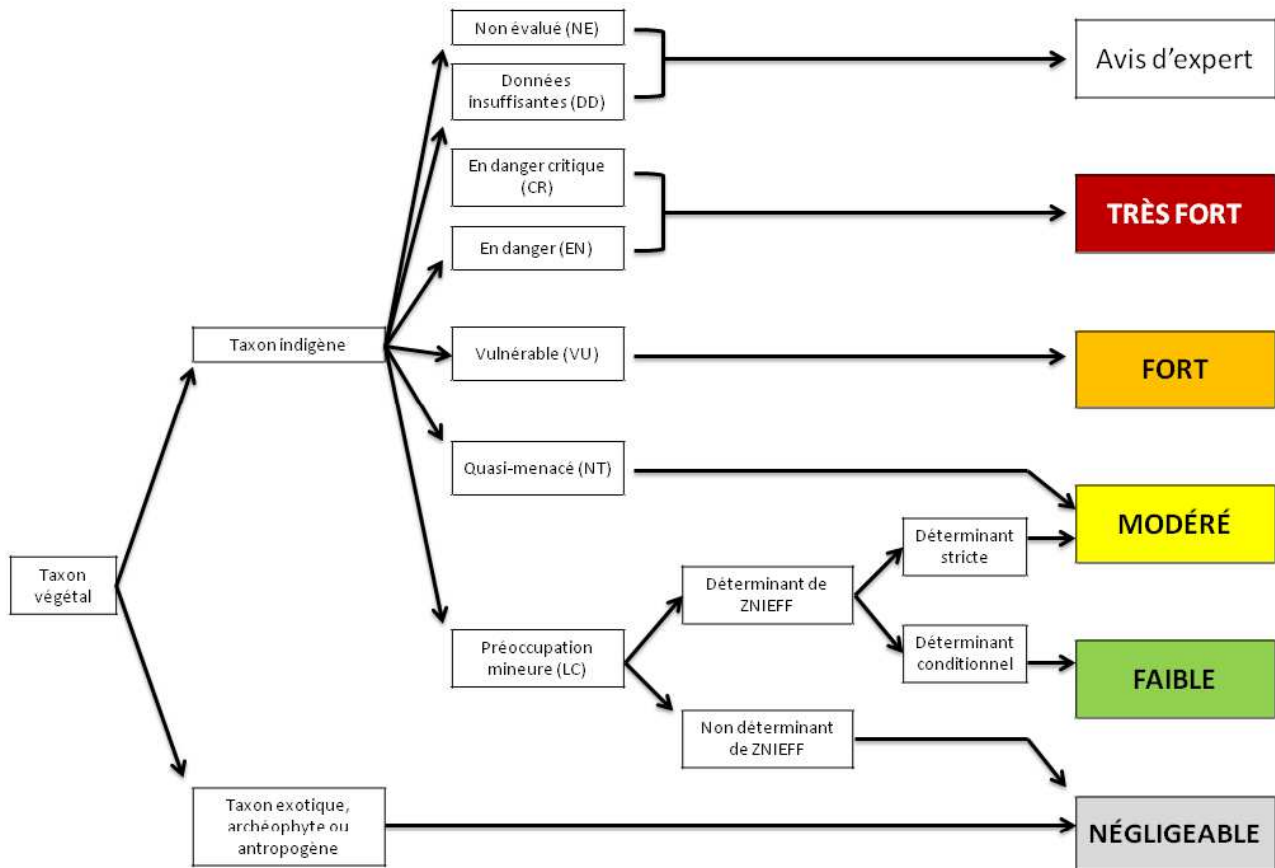 Non évalué (NE)
Données
insuffisantes (DD)
Avis d'expert
En danger critique
(CR)
En danger (EN)
TRÈS FORT
Taxon indigène
Vulnérable (VU)
FORT
Quasi-menacé (NT)
MODÉRÉ
Déterminant
stricte
Taxon
végétal
Déterminant de
ZNIEFF
Préoccupation
mineure (LC)
Déterminant
conditionnel
FAIBLE
Non déterminant
de ZNIEFF
Taxon exotique,
archéophyte ou
antropogène
NÉGLIGEABLE